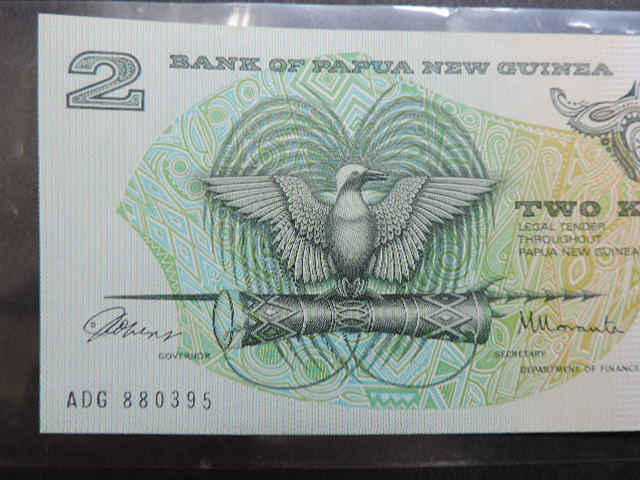 2
BANK OF PAPUA NEW GUINEA
TWO K
LEGAL TENDER
THROUGHOUT
PAPUA NEW GUINEA
GOVERNOR
SECRETARY
DEPARTMENT OF FINANCE
ADG 880395